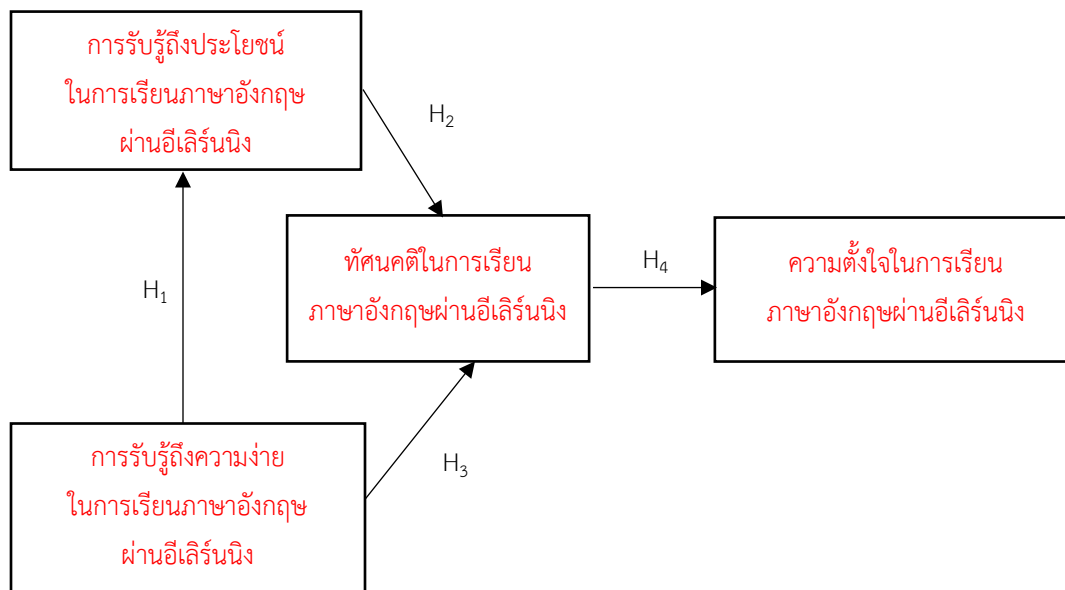 การรับรู้ถึงประโยชน์
ในการเรียนภาษาอังกฤษ
ผ่านอีเลิร์นนิง
H₂
ทัศนคติในการเรียน
ภาษาอังกฤษผ่านอีเลิร์นนิง
H₄
ความตั้งใจในการเรียน
ภาษาอังกฤษผ่านอีเลิร์นนิง
H₁
H₃
การรับรู้ถึงความง่าย
ในการเรียนภาษาอังกฤษ
ผ่านอีเลิร์นนิง